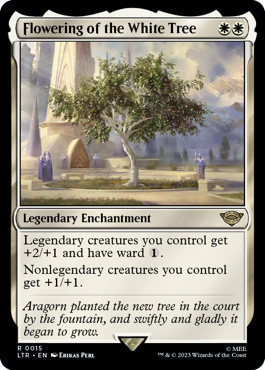 Flowering of the White Tree
Legendary Enchantment
Legendary creatures you control get
+2/+1 and have ward 1.
Nonlegendary creatures you control
get +1/+1.
Aragorn planted the new tree in the court
by the fountain, and swiftly and gladly it
began to grow.
R 0015
LTR • EN ERIKAS PERL
© MEE
™ & © 2023 Wizards of the Coast